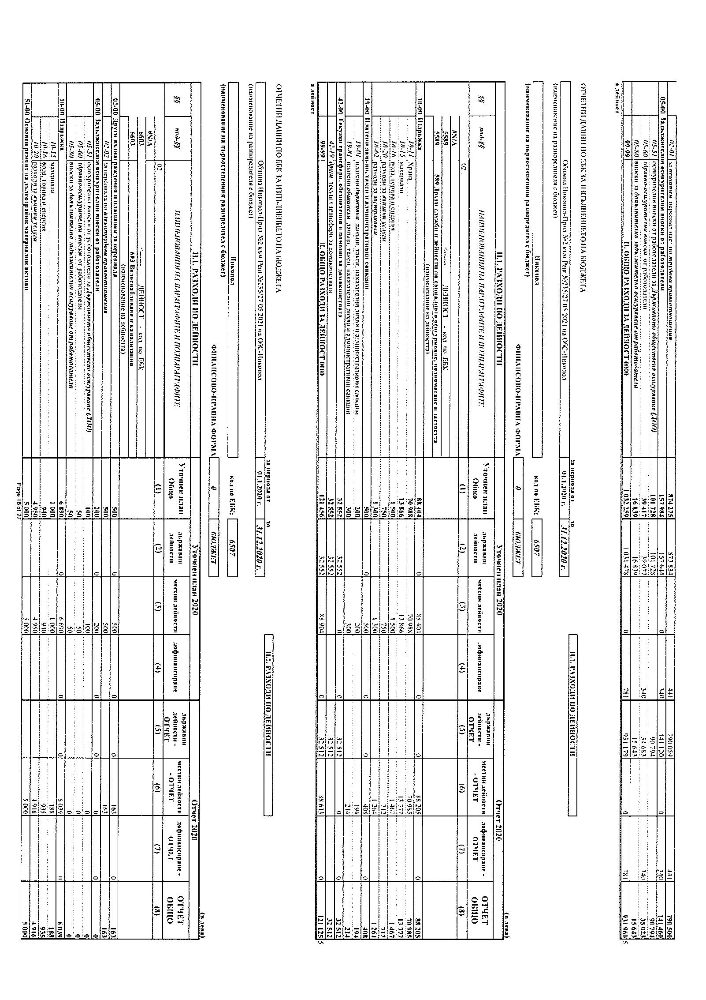 02-01 за нещатен персонал нает по трудови правоотношения 874 275 873 834 441 790 059 441 790 500
05-00 Задължителни осигурителни вноски от работодатели 157 984 157 644 0 340 141 120 0 340 141 460
05-51 осигурителни вноски от работодатели за Държавното обществено осигуряване (ДОО) 101 728 101 728 90 794 90 794
05-60 здравно-осигурителни вноски от работодатели 39 417 39 077 340 34 683 340 35 023
05-80 вноски за допълнително задължително осигуряване от работодатели 16 839 16 839 15 643 15 643
99-99 II. ОБЩО РАЗХОДИ ЗА ДЕЙНОСТ 0000 1 032 259 1 031 478 0 781 931 179 0 781 931 960 5
а дейност
ОТЧЕТНИ ДАННИ ПО ЕБК ЗА ИЗПЪЛНЕНИЕТО НА БЮДЖЕТА
за периода от до II.1. РАЗХОДИ ПО ДЕЙНОСТИ
Община Никопол-Прил №2 към Реш №235/27.05.2021 на ОбС-Никопол 01.1.2020 г. 31.12.2020 г.
(наименование на разпоредителя с бюджет)
Никопол код по ЕБК: 6507
(наименование на първостепенния разпоредител с бюджет)
ФИНАНСОВО-ПРАВНА ФОРМА 0 БЮДЖЕТ
(в лева)
II.1. РАЗХОДИ ПО ДЕЙНОСТИ Уточнен план 2020 Отчет 2020
§§ под-§§ НАИМЕНОВАНИЯ НА ПАРАГРАФИТЕ И ПОДПАРАГРАФИТЕ Уточнен план Общо държавни дейности местни дейности дофинансиране държавни дейности - ОТЧЕТ местни дейности - ОТЧЕТ дофинансиране - ОТЧЕТ ОТЧЕТ ОБЩО
02 (1) (2) (3) (4) (5) (6) (7) (8)
#N/A
5589 <------ ДЕЙНОСТ - код по ЕБК
5589 589 Други служби и дейности по социалното осигуряване, подпомагане и заетостта
(наименование на дейността)
10-00 Издръжка 88 404 0 88 404 0 0 88 205 0 88 205
10-11 Храна 70 988 70 988 70 985 70 985
10-15 материали 13 866 13 866 13 777 13 777
10-16 вода, горива и енергия 1 500 1 500 1 467 1 467
10-20 разходи за външни услуги 750 750 712 712
10-62 разходи за застраховки 1 300 1 300 1 264 1 264
19-00 Платени данъци, такси и административни санкции 500 0 500 0 0 408 0 408
19-01 платени държавни данъци, такси, наказателни лихви и административни санкции 200 200 194 194
19-81 платени общински данъци, такси, наказателни лихви и административни санкции 300 300 214 214
42-00 Текущи трансфери, обезщетения и помощи за домакинствата 32 552 32 552 0 0 32 512 0 0 32 512
42-19 други текущи трансфери за домакинствата 32 552 32 552 32 512 32 512
99-99 II. ОБЩО РАЗХОДИ ЗА ДЕЙНОСТ 0000 121 456 32 552 88 904 0 32 512 88 613 0 121 125 5
а дейност
ОТЧЕТНИ ДАННИ ПО ЕБК ЗА ИЗПЪЛНЕНИЕТО НА БЮДЖЕТА
за периода от до II.1. РАЗХОДИ ПО ДЕЙНОСТИ
Община Никопол-Прил №2 към Реш №235/27.05.2021 на ОбС-Никопол 01.1.2020 г. 31.12.2020 г.
(наименование на разпоредителя с бюджет)
Никопол код по ЕБК: 6507
(наименование на първостепенния разпоредител с бюджет)
ФИНАНСОВО-ПРАВНА ФОРМА 0 БЮДЖЕТ
(в лева)
II.1. РАЗХОДИ ПО ДЕЙНОСТИ Уточнен план 2020 Отчет 2020
§§ под-§§ НАИМЕНОВАНИЯ НА ПАРАГРАФИТЕ И ПОДПАРАГРАФИТЕ Уточнен план Общо държавни дейности местни дейности дофинансиране държавни дейности - ОТЧЕТ местни дейности - ОТЧЕТ дофинансиране - ОТЧЕТ ОТЧЕТ ОБЩО
02 (1) (2) (3) (4) (5) (6) (7) (8)
#N/A
6603 <------ ДЕЙНОСТ - код по ЕБК
6603 603 Водоснабдяване и канализация
(наименование на дейността)
02-00 Други възнаграждения и плащания за персонала 500 0 500 0 0 163 0 163
02-02 за персонала по извънтрудови правоотношения 500 500 163 163
05-00 Задължителни осигурителни вноски от работодатели 200 0 200 0 0 0 0 0
05-51 осигурителни вноски от работодатели за Държавното обществено осигуряване (ДОО) 100 100 0 0
05-60 здравно-осигурителни вноски от работодатели 50 50 0 0
05-80 вноски за допълнително задължително осигуряване от работодатели 50 50 0 0
10-00 Издръжка 6 890 0 6 890 0 0 6 039 0 6 039
10-15 материали 1 000 1 000 188 188
10-16 вода, горива и енергия 940 940 935 935
10-20 разходи за външни услуги 4 950 4 950 4 916 4 916
51-00 Основен ремонт на дълготрайни материални активи 5 000 5 000 5 000 5 000
Page 16 of 27